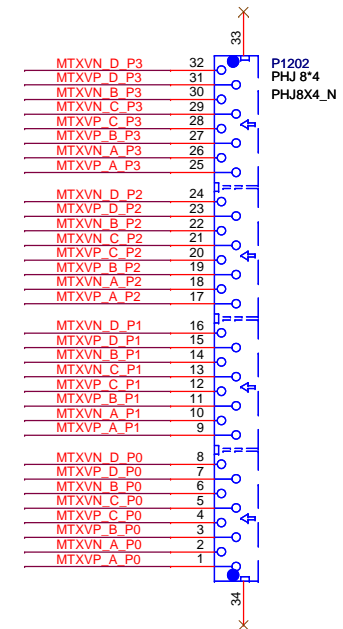 33
P1202
PHJ 8*4
PHJ8X4_N
MTXVN_D_P3 32
MTXVP_D_P3 31
MTXVN_B_P3 30
MTXVN_C_P3 29
MTXVP_C_P3 28
MTXVP_B_P3 27
MTXVN_A_P3 26
MTXVP_A_P3 25
MTXVN_D_P2 24
MTXVP_D_P2 23
MTXVN_B_P2 22
MTXVN_C_P2 21
MTXVP_C_P2 20
MTXVP_B_P2 19
MTXVN_A_P2 18
MTXVP_A_P2 17
MTXVN_D_P1 16
MTXVP_D_P1 15
MTXVN_B_P1 14
MTXVN_C_P1 13
MTXVP_C_P1 12
MTXVP_B_P1 11
MTXVN_A_P1 10
MTXVP_A_P1 9
MTXVN_D_P0 8
MTXVP_D_P0 7
MTXVN_B_P0 6
MTXVN_C_P0 5
MTXVP_C_P0 4
MTXVP_B_P0 3
MTXVN_A_P0 2
MTXVP_A_P0 1
34